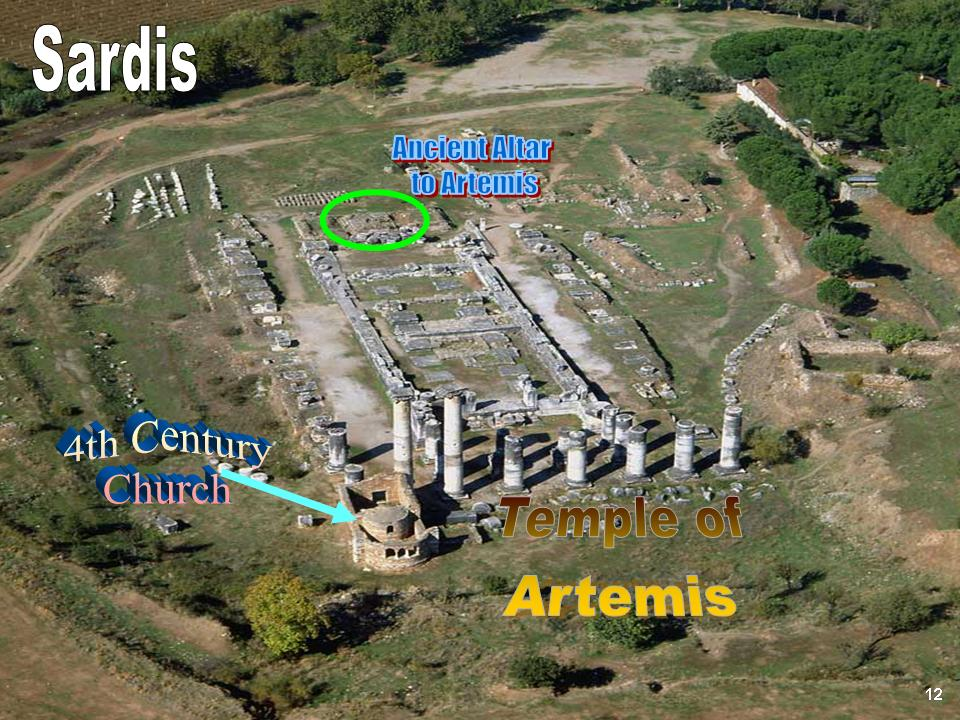 Sardis
Ancient Altar
to Artemis
4th Century
Church
Temple of
Artemis
12